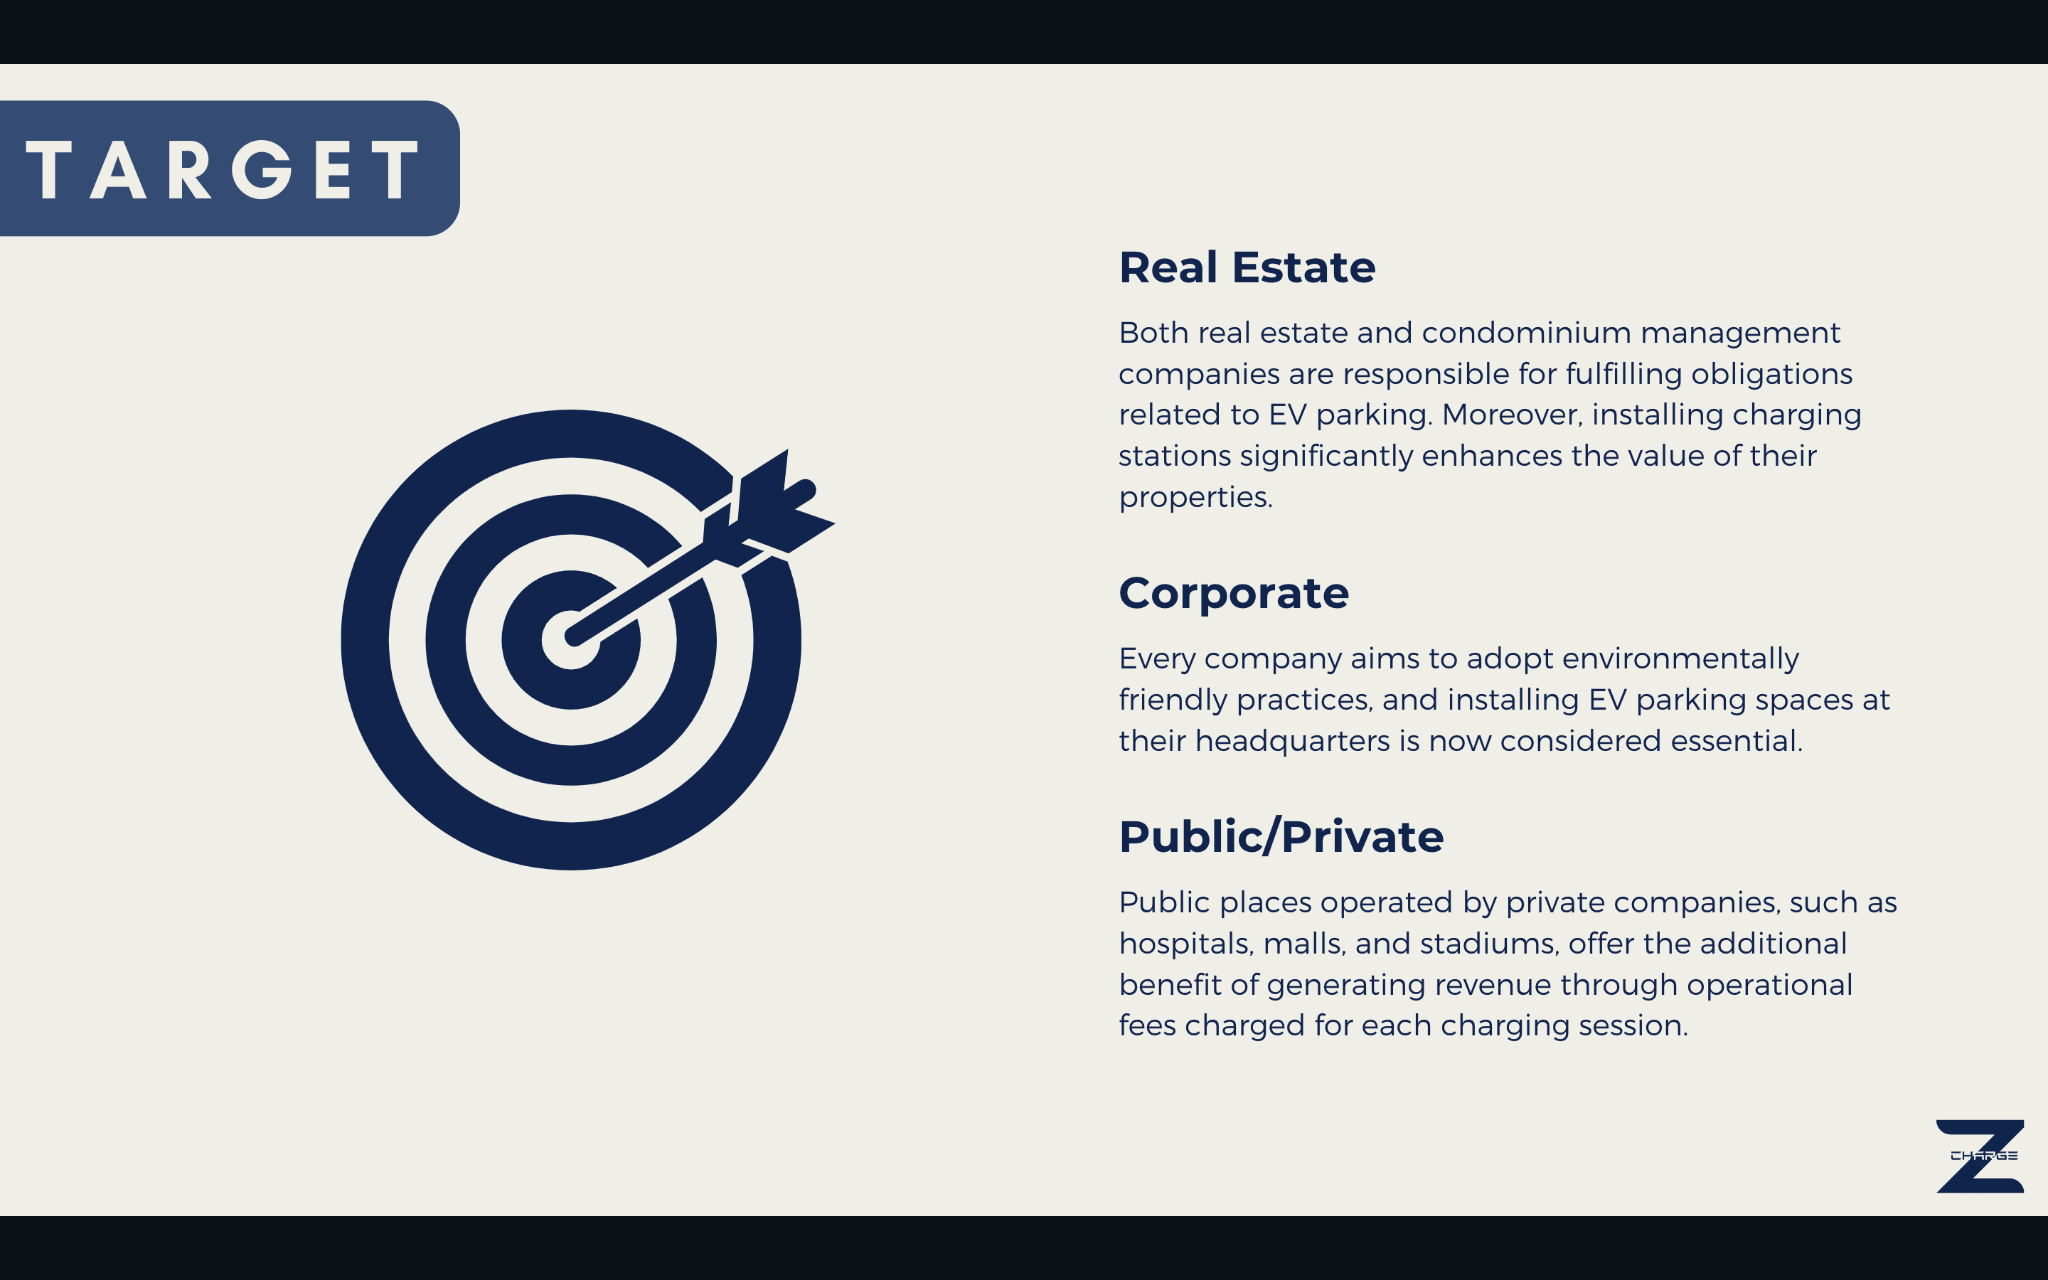 TARGET
Real Estate
Both real estate and condominium management
companies are responsible for fulfilling obligations
related to EV parking. Moreover, installing charging
stations significantly enhances the value of their
properties.
Corporate
Every company aims to adopt environmentally
friendly practices, and installing EV parking spaces at
their headquarters is now considered essential.
Public/Private
Public places operated by private companies, such as
hospitals, malls, and stadiums, offer the additional
benefit of generating revenue through operational
fees charged for each charging session.
Z
CHARGE